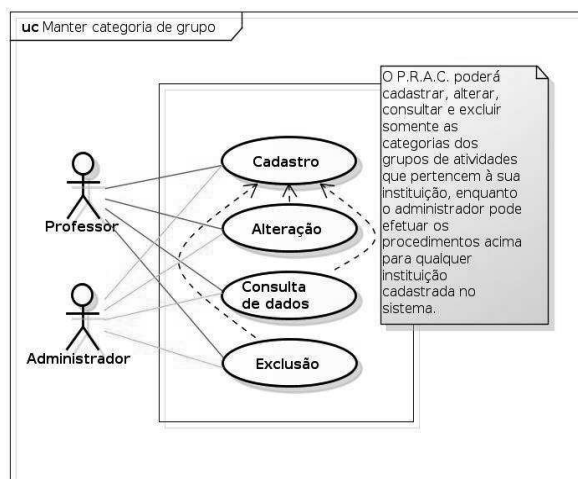 uc Manter categoria de grupo
O P.R.A.C. poderá
cadastrar, alterar,
consultar e excluir
somente as
categorias dos
grupos de atividades
que pertencem à sua
instituição, enquanto
o administrador pode
efetuar os
procedimentos acima
para qualquer
instituição
cadastrada no
sistema.
Cadastro
Professor
Alteração
Consulta
de dados
Administrador
Exclusão